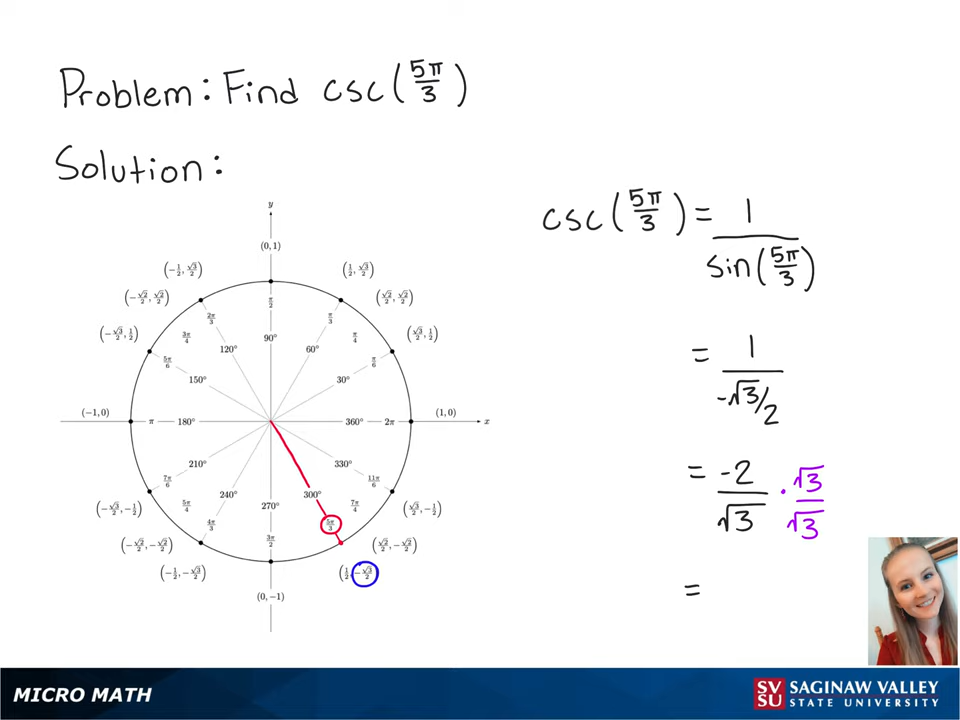 Problem: Find csc(5π/3)
Solution:
csc(5π/3) = 1/sin(5π/3)
= 1/(-√3/2)
= -2/√3 · √3/√3
=
y
(0, 1)
(-1/2, √3/2) (1/2, √3/2)
(-√2/2, √2/2) (√2/2, √2/2)
(-√3/2, 1/2) (√3/2, 1/2)
2π/3 π/2 π/3
3π/4 π/4
120° 90° 60°
5π/6 π/6
150° 30°
(-1, 0) π 180° 360° 2π (1, 0) x
210° 330°
7π/6 11π/6
240° 270° 300°
5π/4 7π/4
4π/3 3π/2 5π/3
(-√3/2, -1/2) (√3/2, -1/2)
(-√2/2, -√2/2) (√2/2, -√2/2)
(-1/2, -√3/2) (1/2, -√3/2)
(0, -1)
MICRO MATH
SV
SU
SAGINAW VALLEY
STATE UNIVERSITY